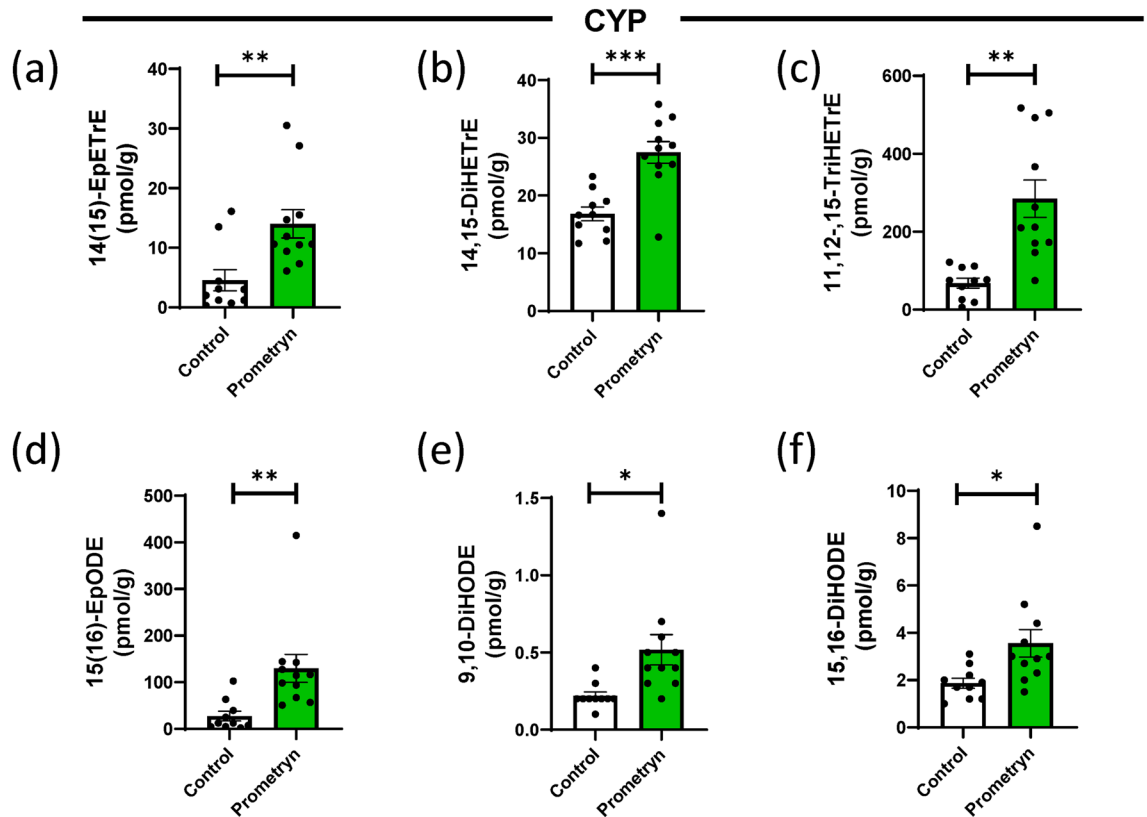 CYP
(a)
**
14(15)-EpETrE
(pmol/g)
40
30
20
10
0
Control
Prometryn
(b)
***
14,15-DiHETrE
(pmol/g)
40
30
20
10
0
Control
Prometryn
(c)
**
11,12-,15-TriHETrE
(pmol/g)
600
400
200
0
Control
Prometryn
(d)
**
15(16)-EpODE
(pmol/g)
500
400
300
200
100
0
Control
Prometryn
(e)
*
9,10-DiHODE
(pmol/g)
1.5
1.0
0.5
0.0
Control
Prometryn
(f)
*
15,16-DiHODE
(pmol/g)
10
8
6
4
2
0
Control
Prometryn